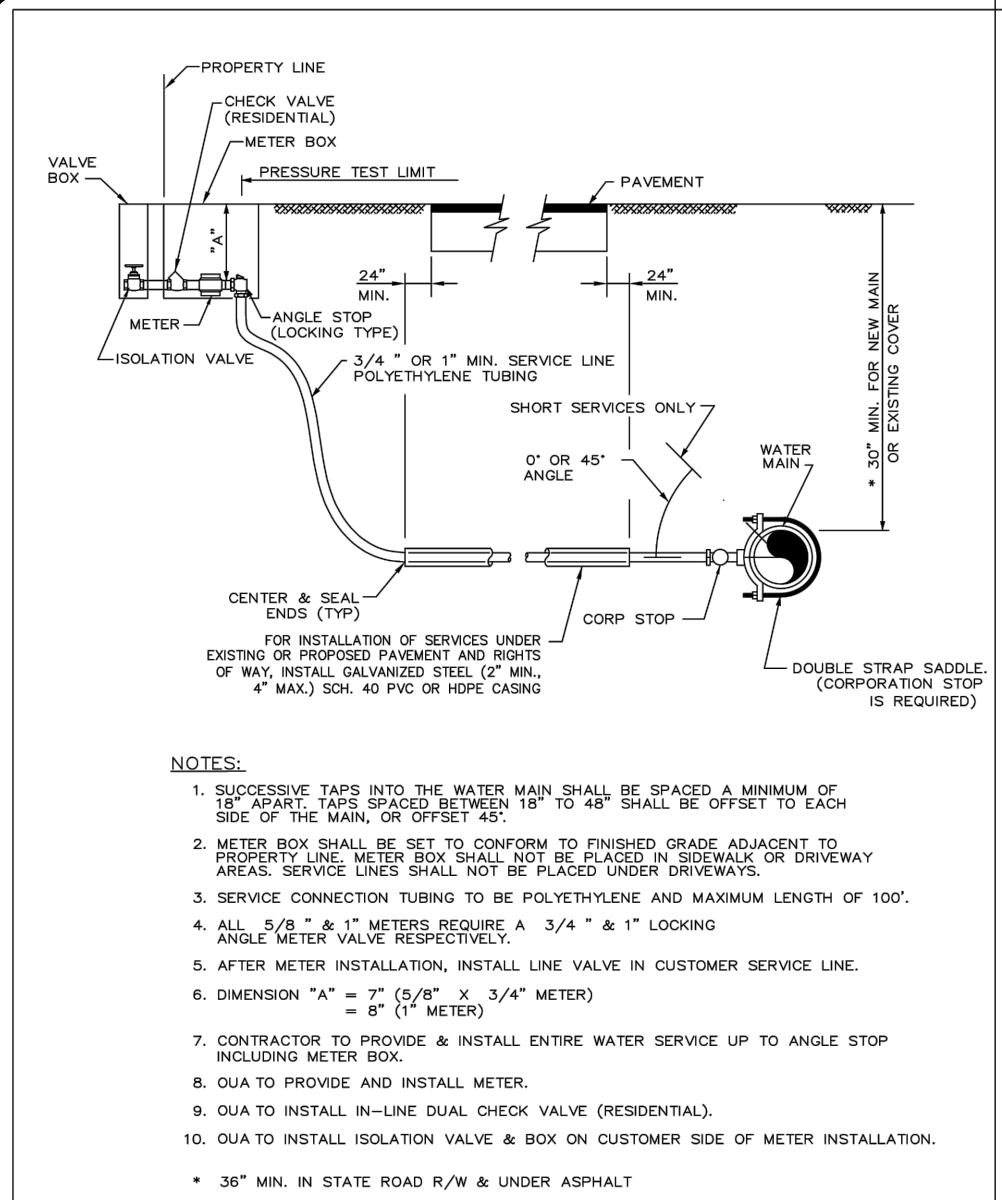 PROPERTY LINE
CHECK VALVE
(RESIDENTIAL)
METER BOX
VALVE
BOX
PRESSURE TEST LIMIT
PAVEMENT
"A"
24"
MIN.
24"
MIN.
METER
ANGLE STOP
(LOCKING TYPE)
ISOLATION VALVE
3/4 " OR 1" MIN. SERVICE LINE
POLYETHYLENE TUBING
SHORT SERVICES ONLY
0° OR 45°
ANGLE
WATER
MAIN
* 30" MIN. FOR NEW MAIN
OR EXISTING COVER
CENTER & SEAL
ENDS (TYP)
CORP STOP
FOR INSTALLATION OF SERVICES UNDER
EXISTING OR PROPOSED PAVEMENT AND RIGHTS
OF WAY, INSTALL GALVANIZED STEEL (2" MIN.,
4" MAX.) SCH. 40 PVC OR HDPE CASING
DOUBLE STRAP SADDLE.
(CORPORATION STOP
IS REQUIRED)
NOTES:
1. SUCCESSIVE TAPS INTO THE WATER MAIN SHALL BE SPACED A MINIMUM OF
18" APART. TAPS SPACED BETWEEN 18" TO 48" SHALL BE OFFSET TO EACH
SIDE OF THE MAIN, OR OFFSET 45°.
2. METER BOX SHALL BE SET TO CONFORM TO FINISHED GRADE ADJACENT TO
PROPERTY LINE. METER BOX SHALL NOT BE PLACED IN SIDEWALK OR DRIVEWAY
AREAS. SERVICE LINES SHALL NOT BE PLACED UNDER DRIVEWAYS.
3. SERVICE CONNECTION TUBING TO BE POLYETHYLENE AND MAXIMUM LENGTH OF 100'.
4. ALL 5/8 " & 1" METERS REQUIRE A 3/4 " & 1" LOCKING
ANGLE METER VALVE RESPECTIVELY.
5. AFTER METER INSTALLATION, INSTALL LINE VALVE IN CUSTOMER SERVICE LINE.
6. DIMENSION "A" = 7" (5/8" X 3/4" METER)
= 8" (1" METER)
7. CONTRACTOR TO PROVIDE & INSTALL ENTIRE WATER SERVICE UP TO ANGLE STOP
INCLUDING METER BOX.
8. OUA TO PROVIDE AND INSTALL METER.
9. OUA TO INSTALL IN-LINE DUAL CHECK VALVE (RESIDENTIAL).
10. OUA TO INSTALL ISOLATION VALVE & BOX ON CUSTOMER SIDE OF METER INSTALLATION.
* 36" MIN. IN STATE ROAD R/W & UNDER ASPHALT